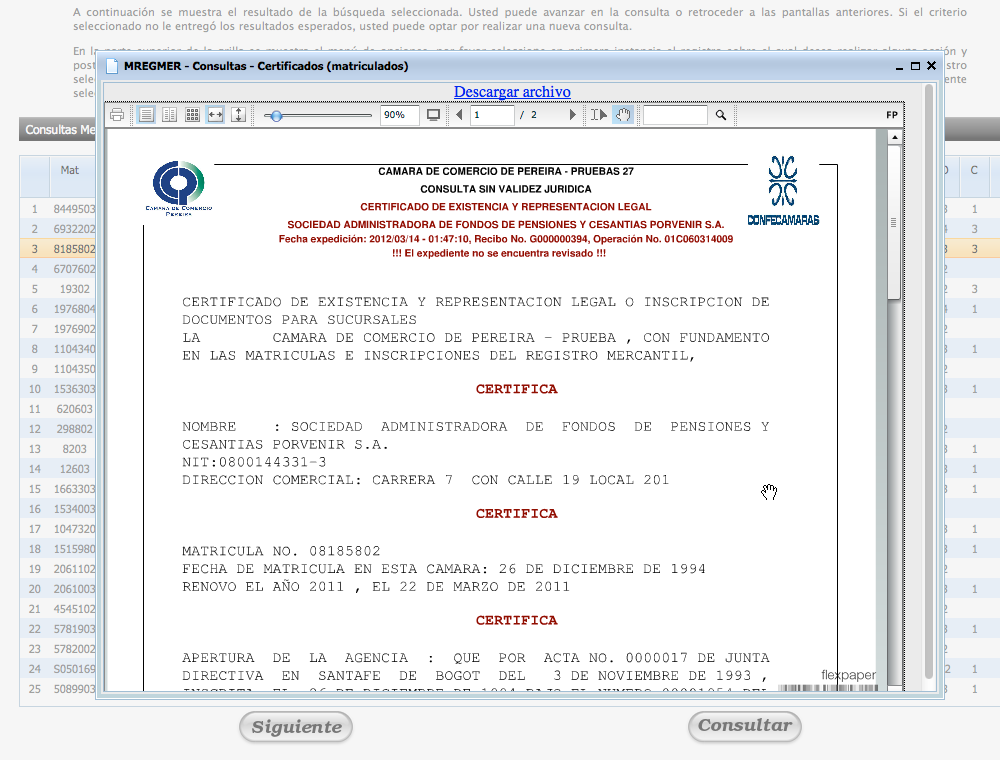 A continuación se muestra el resultado de la búsqueda seleccionada. Usted puede avanzar en la consulta o retroceder a las pantallas anteriores. Si el criterio
seleccionado no le entregó los resultados esperados, usted puede optar por realizar una nueva consulta.
MREGMER - Consultas - Certificados (matriculados)
Descargar archivo
90%
1 / 2
FP
Consultas Me
Mat
C
CAMARA DE COMERCIO
PEREIRA
CONFECAMARAS
CAMARA DE COMERCIO DE PEREIRA - PRUEBAS 27
CONSULTA SIN VALIDEZ JURIDICA
CERTIFICADO DE EXISTENCIA Y REPRESENTACION LEGAL
SOCIEDAD ADMINISTRADORA DE FONDOS DE PENSIONES Y CESANTIAS PORVENIR S.A.
Fecha expedición: 2012/03/14 - 01:47:10, Recibo No. G000000394, Operación No. 01C060314009
!!! El expediente no se encuentra revisado !!!
CERTIFICADO DE EXISTENCIA Y REPRESENTACION LEGAL O INSCRIPCION DE
DOCUMENTOS PARA SUCURSALES
LA CAMARA DE COMERCIO DE PEREIRA - PRUEBA , CON FUNDAMENTO
EN LAS MATRICULAS E INSCRIPCIONES DEL REGISTRO MERCANTIL,
CERTIFICA
NOMBRE : SOCIEDAD ADMINISTRADORA DE FONDOS DE PENSIONES Y
CESANTIAS PORVENIR S.A.
NIT:0800144331-3
DIRECCION COMERCIAL: CARRERA 7 CON CALLE 19 LOCAL 201
CERTIFICA
MATRICULA NO. 08185802
FECHA DE MATRICULA EN ESTA CAMARA: 26 DE DICIEMBRE DE 1994
RENOVO EL AÑO 2011 , EL 22 DE MARZO DE 2011
CERTIFICA
APERTURA DE LA AGENCIA : QUE POR ACTA NO. 0000017 DE JUNTA
DIRECTIVA EN SANTAFE DE BOGOT DEL 3 DE NOVIEMBRE DE 1993 ,
flexpaper
1 8449503 1
2 6932202 3
3 8185802 3
4 6707602
5 19302 3
6 1976804 1
7 1976902
8 1104340 1
9 1104350
10 1536303 1
11 620603
12 298802
13 8203 1
14 12603 1
15 1663303 1
16 1534003
17 1047320 1
18 1515980 1
19 2061102
20 2061003 1
21 4545102
22 5781903 1
23 5782002
24 S050169 1
25 5089903 1
Siguiente
Consultar